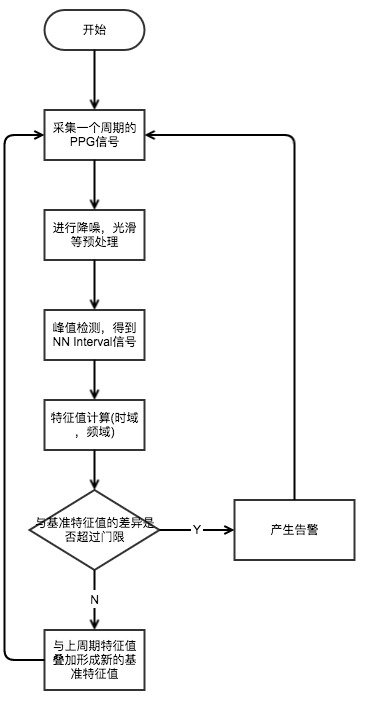 开始
采集一个周期的
PPG信号
进行降噪，光滑
等预处理
峰值检测，得到
NN Interval信号
特征值计算(时域
，频域)
与基准特征值的差异是
否超过门限
Y
产生告警
N
与上周期特征值
叠加形成新的基
准特征值